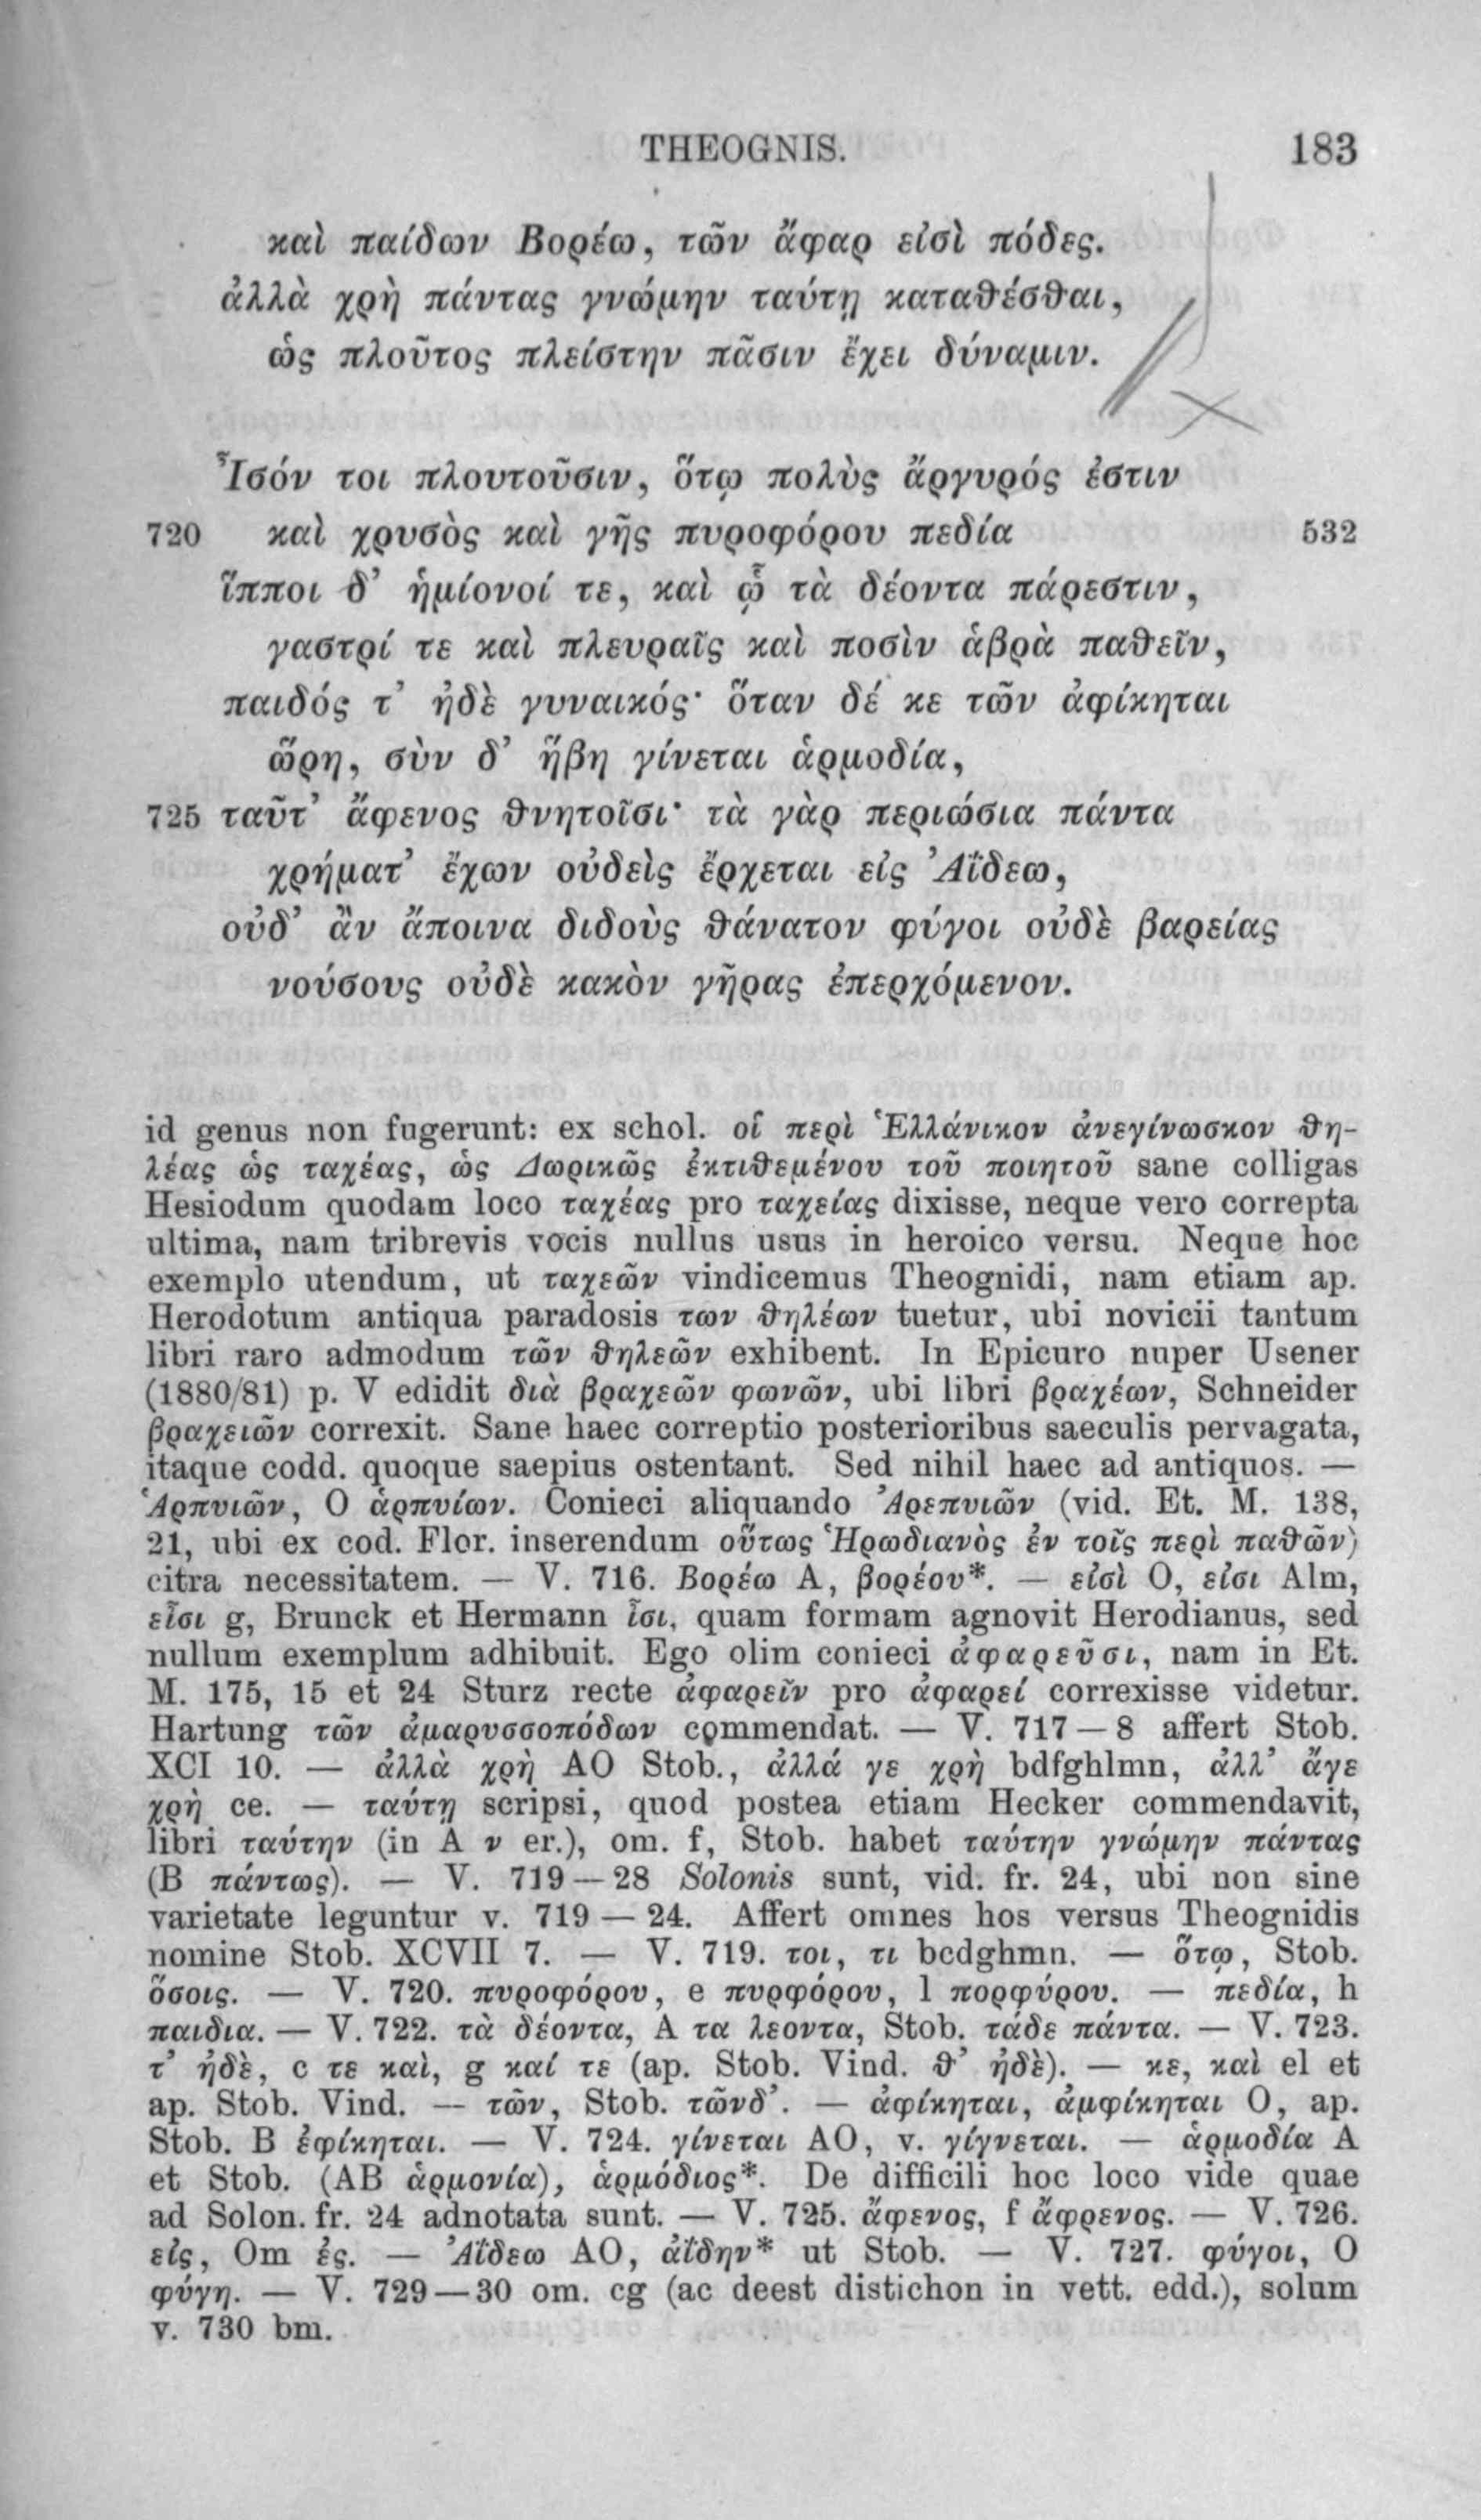 THEOGNIS. 183
καὶ παίδων Βορέω, τῶν ἄφαρ εἰσὶ πόδες.
ἀλλὰ χρὴ πάντας γνώμην ταύτῃ καταθέσθαι,
ὡς πλοῦτος πλείστην πᾶσιν ἔχει δύναμιν.
Ἶσόν τοι πλουτοῦσιν, ὅτῳ πολὺς ἄργυρός ἐστιν
720 καὶ χρυσὸς καὶ γῆς πυροφόρου πεδία 532
ἵπποι δ’ ἡμίονοί τε, καὶ ᾧ τὰ δέοντα πάρεστιν,
γαστρί τε καὶ πλευραῖς καὶ ποσὶν ἁβρὰ παθεῖν,
παιδός τ’ ἠδὲ γυναικός· ὅταν δέ κε τῶν ἀφίκηται
ὥρη, σὺν δ’ ἥβη γίνεται ἁρμοδία,
725 ταῦτ’ ἄφενος θνητοῖσι· τὰ γὰρ περιώσια πάντα
χρήματ’ ἔχων οὐδεὶς ἔρχεται εἰς Ἀΐδεω,
οὐδ’ ἂν ἄποινα διδοὺς θάνατον φύγοι οὐδὲ βαρείας
νούσους οὐδὲ κακὸν γῆρας ἐπερχόμενον.
id genus non fugerunt: ex schol. οἱ περὶ Ἑλλάνικον ἀνεγίνωσκον θη-
λέας ὡς ταχέας, ὡς Δωρικῶς ἐκτιθεμένου τοῦ ποιητοῦ sane colligas
Hesiodum quodam loco ταχέας pro ταχείας dixisse, neque vero correpta
ultima, nam tribrevis vocis nullus usus in heroico versu. Neque hoc
exemplo utendum, ut ταχεῶν vindicemus Theognidi, nam etiam ap.
Herodotum antiqua paradosis των θηλέων tuetur, ubi novicii tantum
libri raro admodum τῶν θηλεῶν exhibent. In Epicuro nuper Usener
(1880/81) p. V edidit διὰ βραχεῶν φωνῶν, ubi libri βραχέων, Schneider
βραχειῶν correxit. Sane haec correptio posterioribus saeculis pervagata,
itaque codd. quoque saepius ostentant. Sed nihil haec ad antiquos. —
Ἁρπυιῶν, O ἁρπυίων. Conieci aliquando Ἀρεπυιῶν (vid. Et. M. 138,
21, ubi ex cod. Flor. inserendum οὕτως Ἡρωδιανὸς ἐν τοῖς περὶ παθῶν)
citra necessitatem. — V. 716. Βορέω A, βορέου*. — εἰσὶ O, εἰσι Alm,
εἶσι g, Brunck et Hermann ἶσι, quam formam agnovit Herodianus, sed
nullum exemplum adhibuit. Ego olim conieci ἀφαρεῦσι, nam in Et.
M. 175, 15 et 24 Sturz recte ἀφαρεῖν pro ἀφαρεί correxisse videtur.
Hartung τῶν ἀμαρυσσοπόδων commendat. — V. 717—8 affert Stob.
XCI 10. — ἀλλὰ χρὴ AO Stob., ἀλλά γε χρὴ bdfghlmn, ἀλλ’ ἄγε
χρὴ ce. — ταύτῃ scripsi, quod postea etiam Hecker commendavit,
libri ταύτην (in A ν er.), om. f, Stob. habet ταύτην γνώμην πάντας
(B πάντως). — V. 719—28 Solonis sunt, vid. fr. 24, ubi non sine
varietate leguntur v. 719—24. Affert omnes hos versus Theognidis
nomine Stob. XCVII 7. — V. 719. τοι, τι bcdghmn. — ὅτῳ, Stob.
ὅσοις. — V. 720. πυροφόρου, e πυρφόρου, l πορφύρου. — πεδία, h
παιδια. — V. 722. τὰ δέοντα, A τα λεοντα, Stob. τάδε πάντα. — V. 723.
τ’ ἠδὲ, c τε καὶ, g καί τε (ap. Stob. Vind. θ’ ἠδὲ). — κε, καὶ el et
ap. Stob. Vind. — τῶν, Stob. τῶνδ’. — ἀφίκηται, ἀμφίκηται O, ap.
Stob. B ἐφίκηται. — V. 724. γίνεται AO, v. γίγνεται. — ἁρμοδία A
et Stob. (AB ἁρμονία), ἁρμόδιος*. De difficili hoc loco vide quae
ad Solon. fr. 24 adnotata sunt. — V. 725. ἄφενος, f ἄφρενος. — V. 726.
εἰς, Om ἐς. — Ἀΐδεω AO, ἀΐδην* ut Stob. — V. 727. φύγοι, O
φύγη. — V. 729—30 om. cg (ac deest distichon in vett. edd.), solum
v. 730 bm.